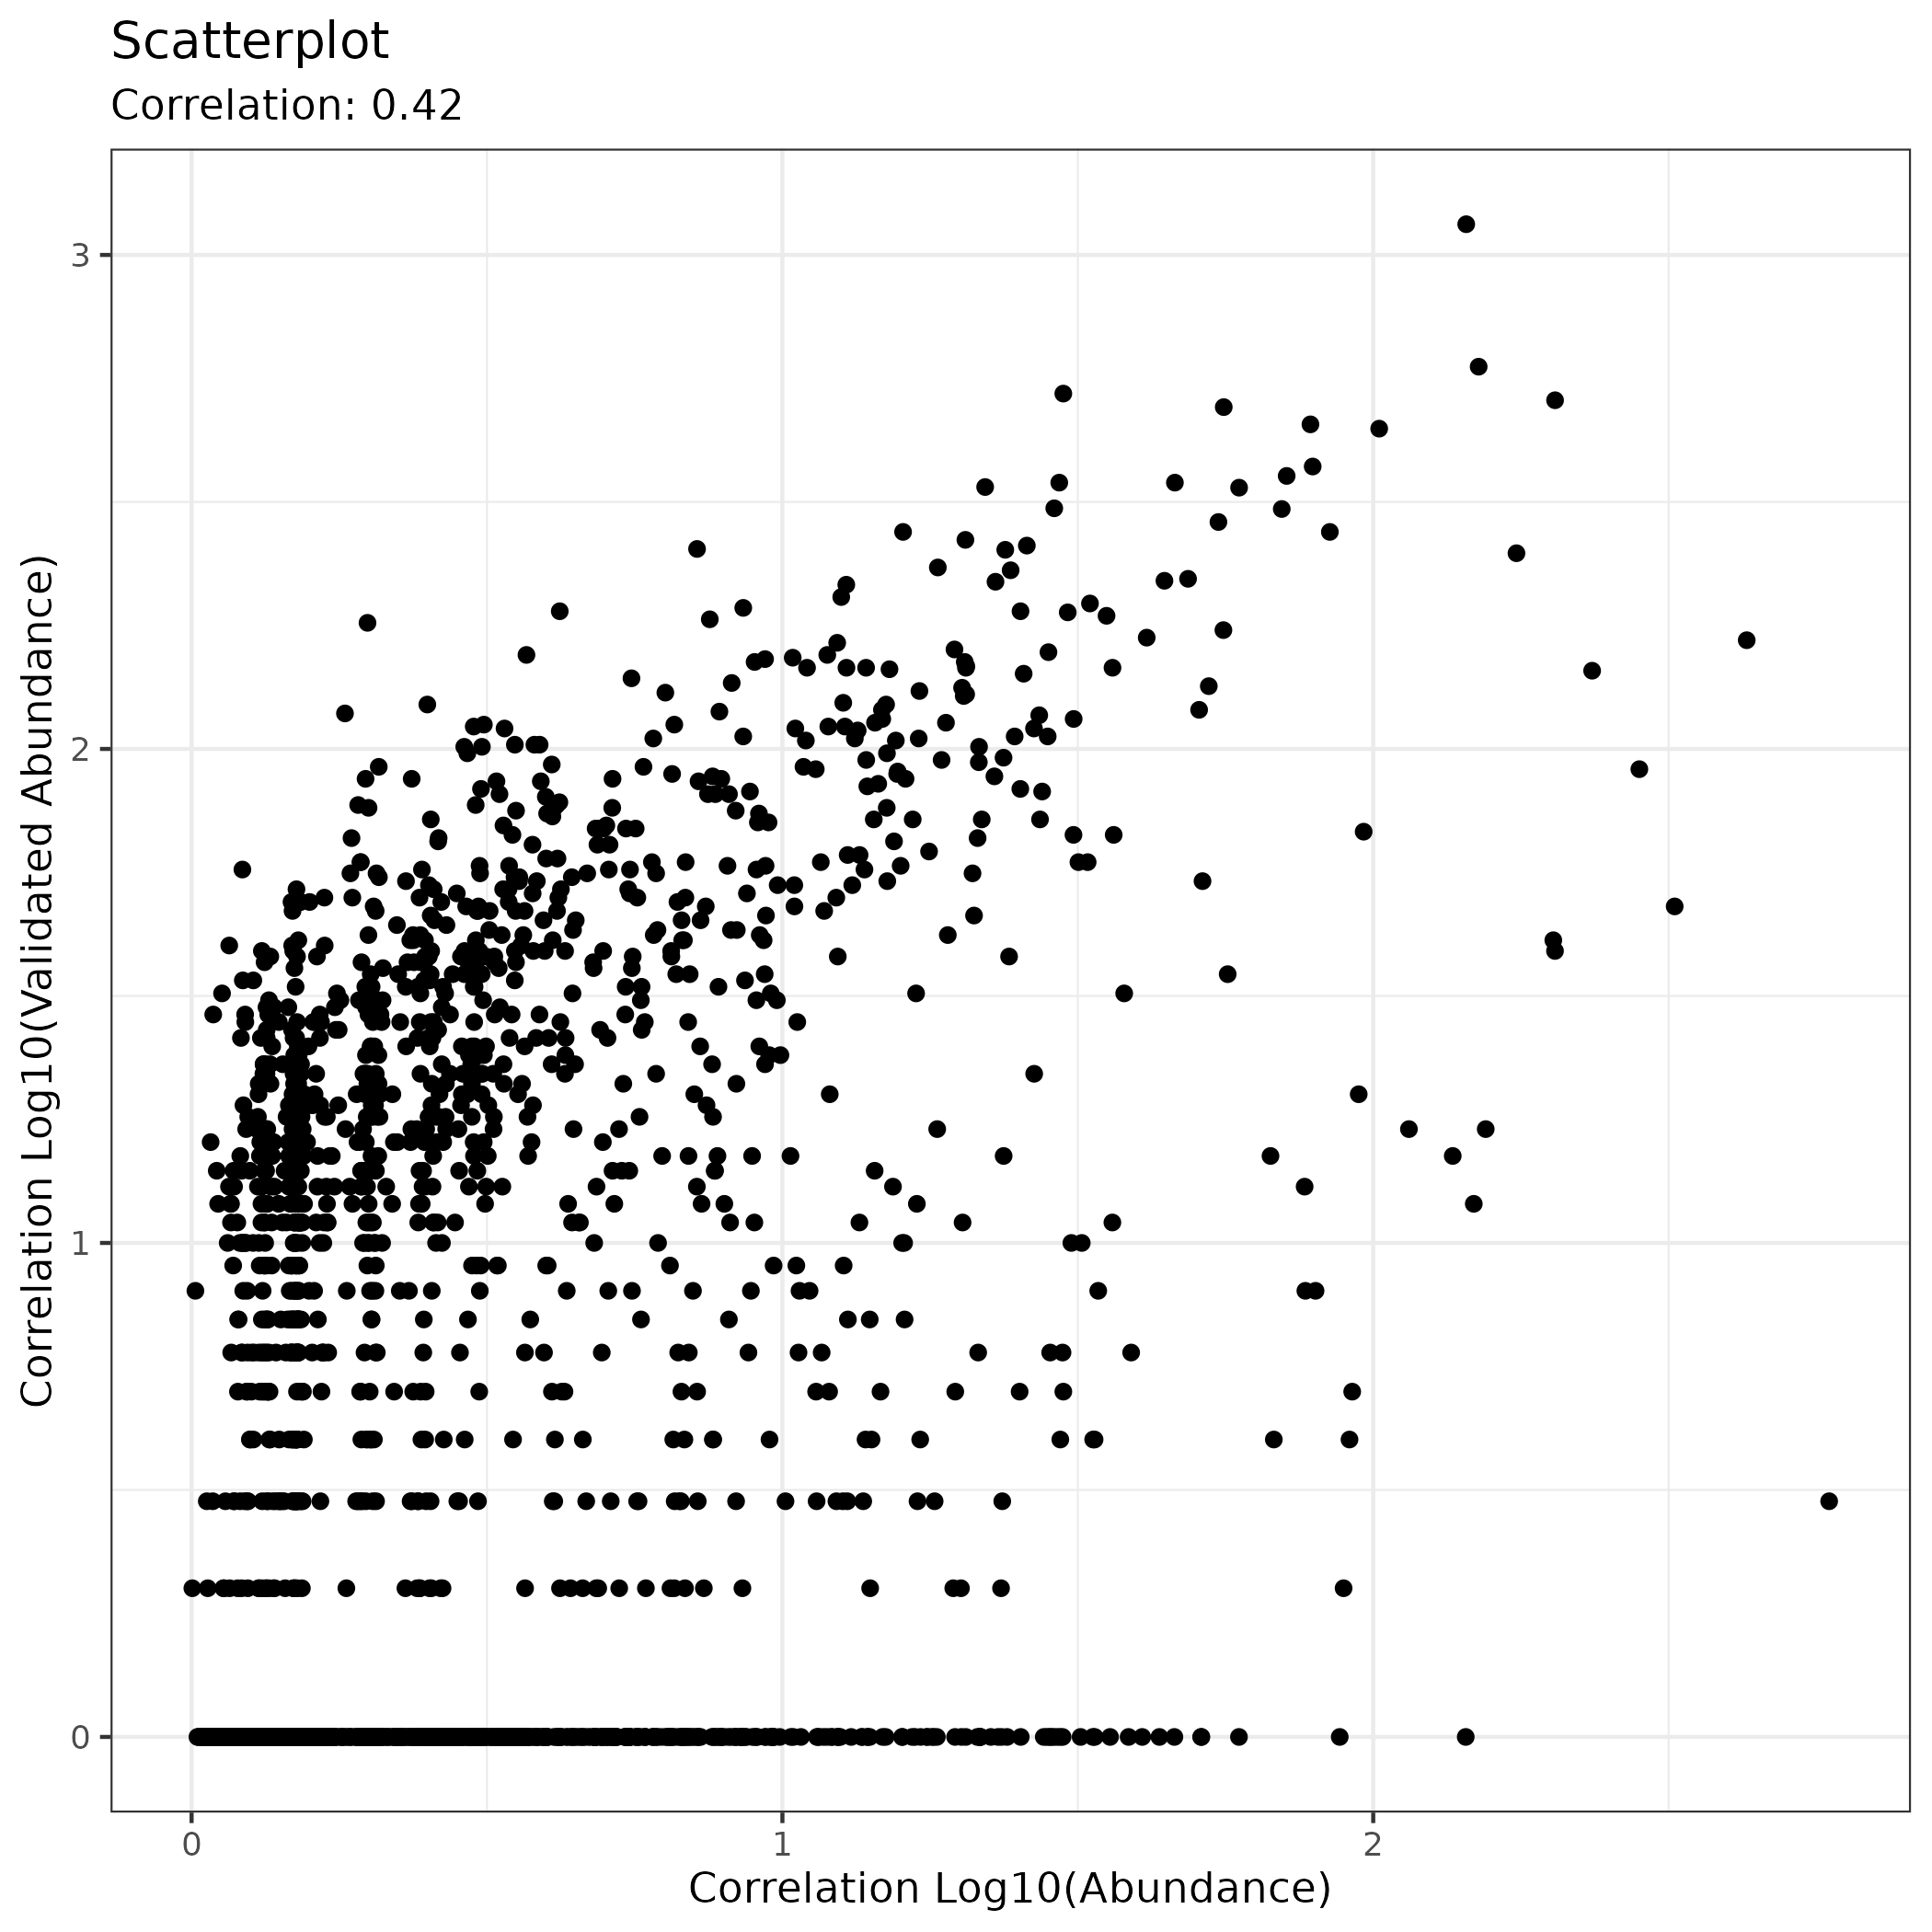 Scatterplot
Correlation: 0.42
3
2
1
0
Correlation Log10(Validated Abundance)
0
1
2
Correlation Log10(Abundance)